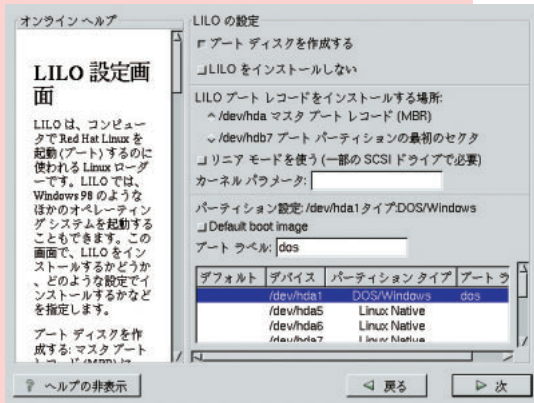 オンライン ヘルプ
LILO 設定画
面
LILO は、コンピュー
タで Red Hat Linux を
起動 (ブート) するのに
使われる Linux ローダ
ーです。LILO では、
Windows 98 のような
ほかのオペレーティン
グ システムを起動する
こともできます。この
画面で、LILO をイン
ストールするかどうか
、どのような設定でイ
ンストールするかなど
を指定します。
ブート ディスクを作
成する: マスタ ブート
LILO の設定
ブート ディスクを作成する
LILO をインストールしない
LILO ブート レコードをインストールする場所:
/dev/hda マスタ ブート レコード (MBR)
/dev/hdb7 ブート パーティションの最初のセクタ
リニア モードを使う (一部の SCSI ドライブで必要)
カーネル パラメータ:
パーティション設定: /dev/hda1 タイプ:DOS/Windows
Default boot image
ブート ラベル: dos
デフォルト デバイス パーティション タイプ ブート ラ
/dev/hda1 DOS/Windows dos
/dev/hda5 Linux Native
/dev/hda6 Linux Native
/dev/hda7 Linux Native
? ヘルプの非表示
戻る
次